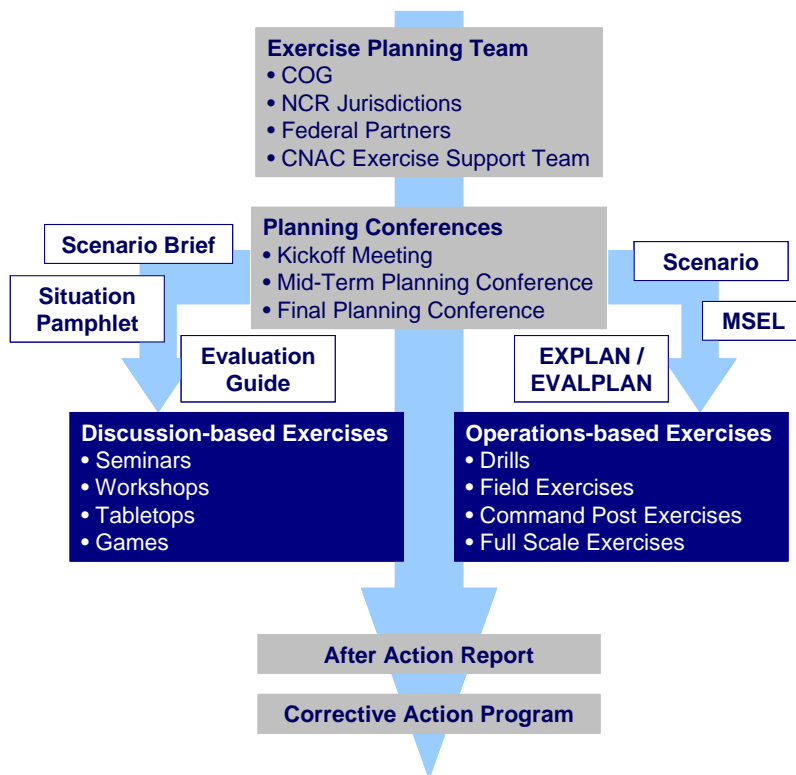 Exercise Planning Team
• COG
• NCR Jurisdictions
• Federal Partners
• CNAC Exercise Support Team
Planning Conferences
• Kickoff Meeting
• Mid-Term Planning Conference
• Final Planning Conference
Scenario Brief
Situation
Pamphlet
Evaluation
Guide
Scenario
MSEL
EXPLAN /
EVALPLAN
Discussion-based Exercises
• Seminars
• Workshops
• Tabletops
• Games
Operations-based Exercises
• Drills
• Field Exercises
• Command Post Exercises
• Full Scale Exercises
After Action Report
Corrective Action Program